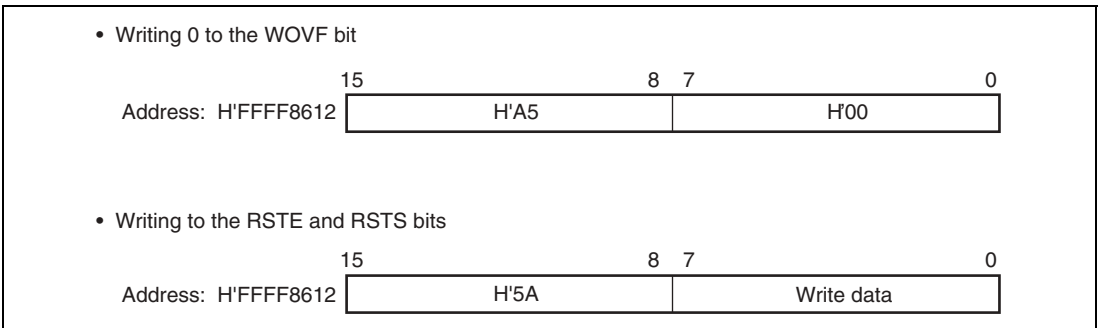 • Writing 0 to the WOVF bit
15 8 7 0
Address: H'FFFF8612 H'A5 H'00
• Writing to the RSTE and RSTS bits
15 8 7 0
Address: H'FFFF8612 H'5A Write data